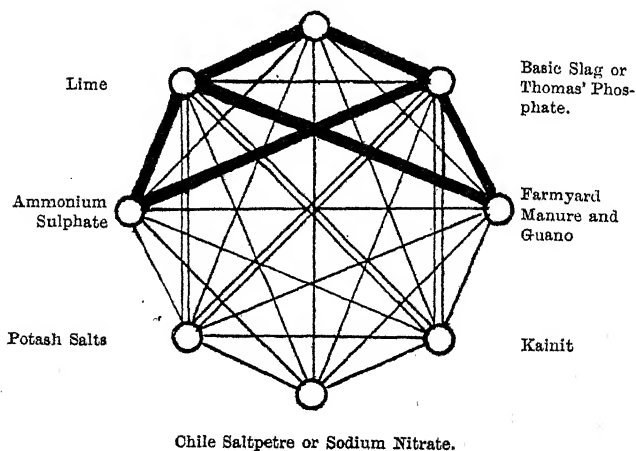 Lime
Basic Slag or
Thomas' Phos-
phate.
Ammonium
Sulphate
Farmyard
Manure and
Guano
Potash Salts
Kainit
Chile Saltpetre or Sodium Nitrate.